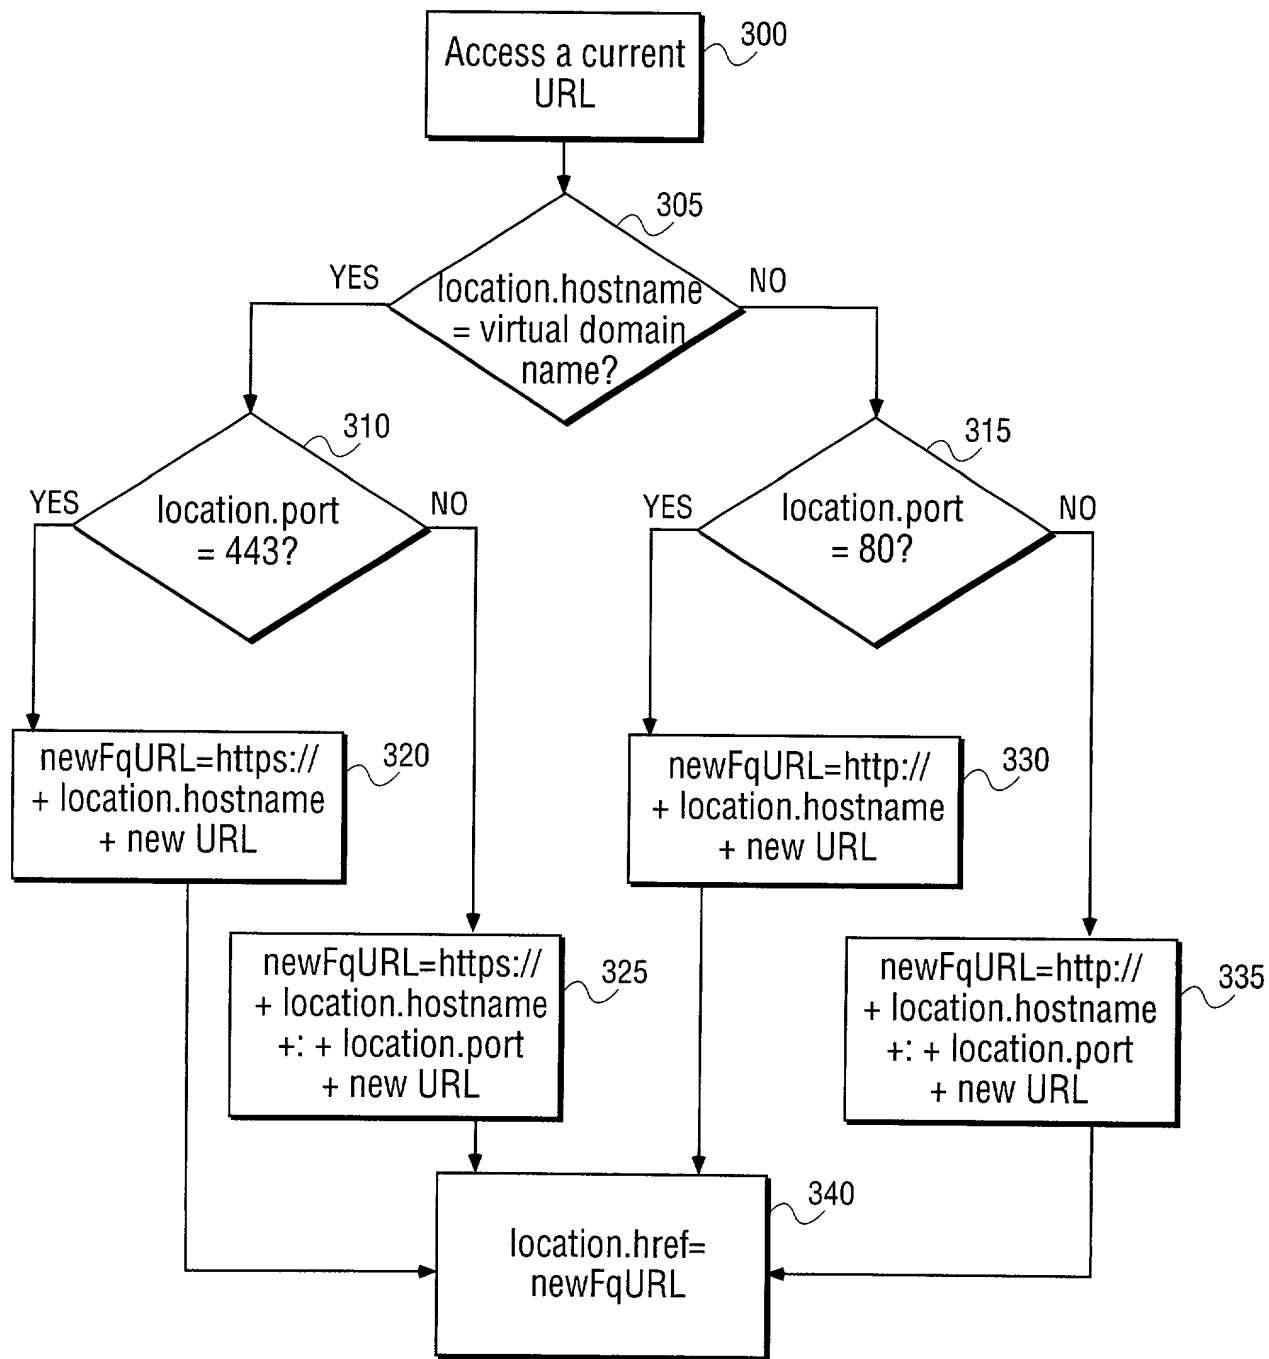 Access a current
URL
300
305
YES
NO
location.hostname
= virtual domain
name?
310
315
YES
NO
YES
NO
location.port
= 443?
location.port
= 80?
newFqURL=https://
+ location.hostname
+ new URL
320
newFqURL=http://
+ location.hostname
+ new URL
330
newFqURL=https://
+ location.hostname
+: + location.port
+ new URL
325
newFqURL=http://
+ location.hostname
+: + location.port
+ new URL
335
340
location.href=
newFqURL